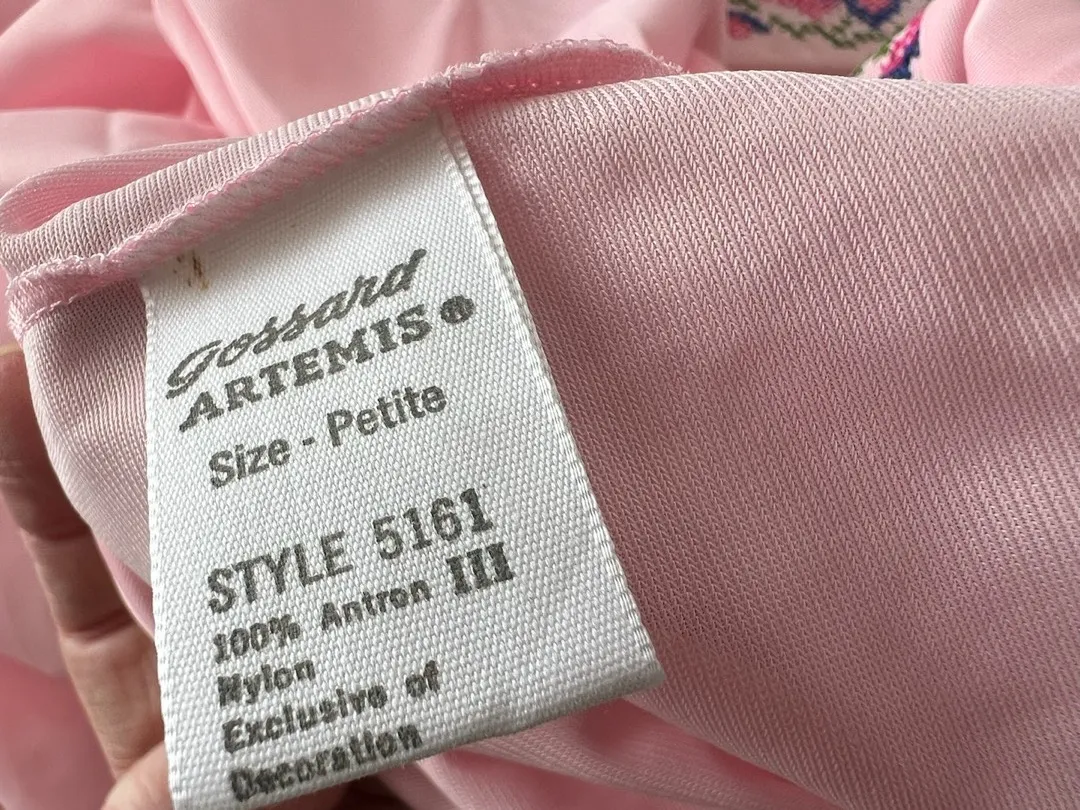 Gossard
ARTEMIS®
Size - Petite
STYLE 5161
100% Antron III
Nylon
Exclusive of
Decoration